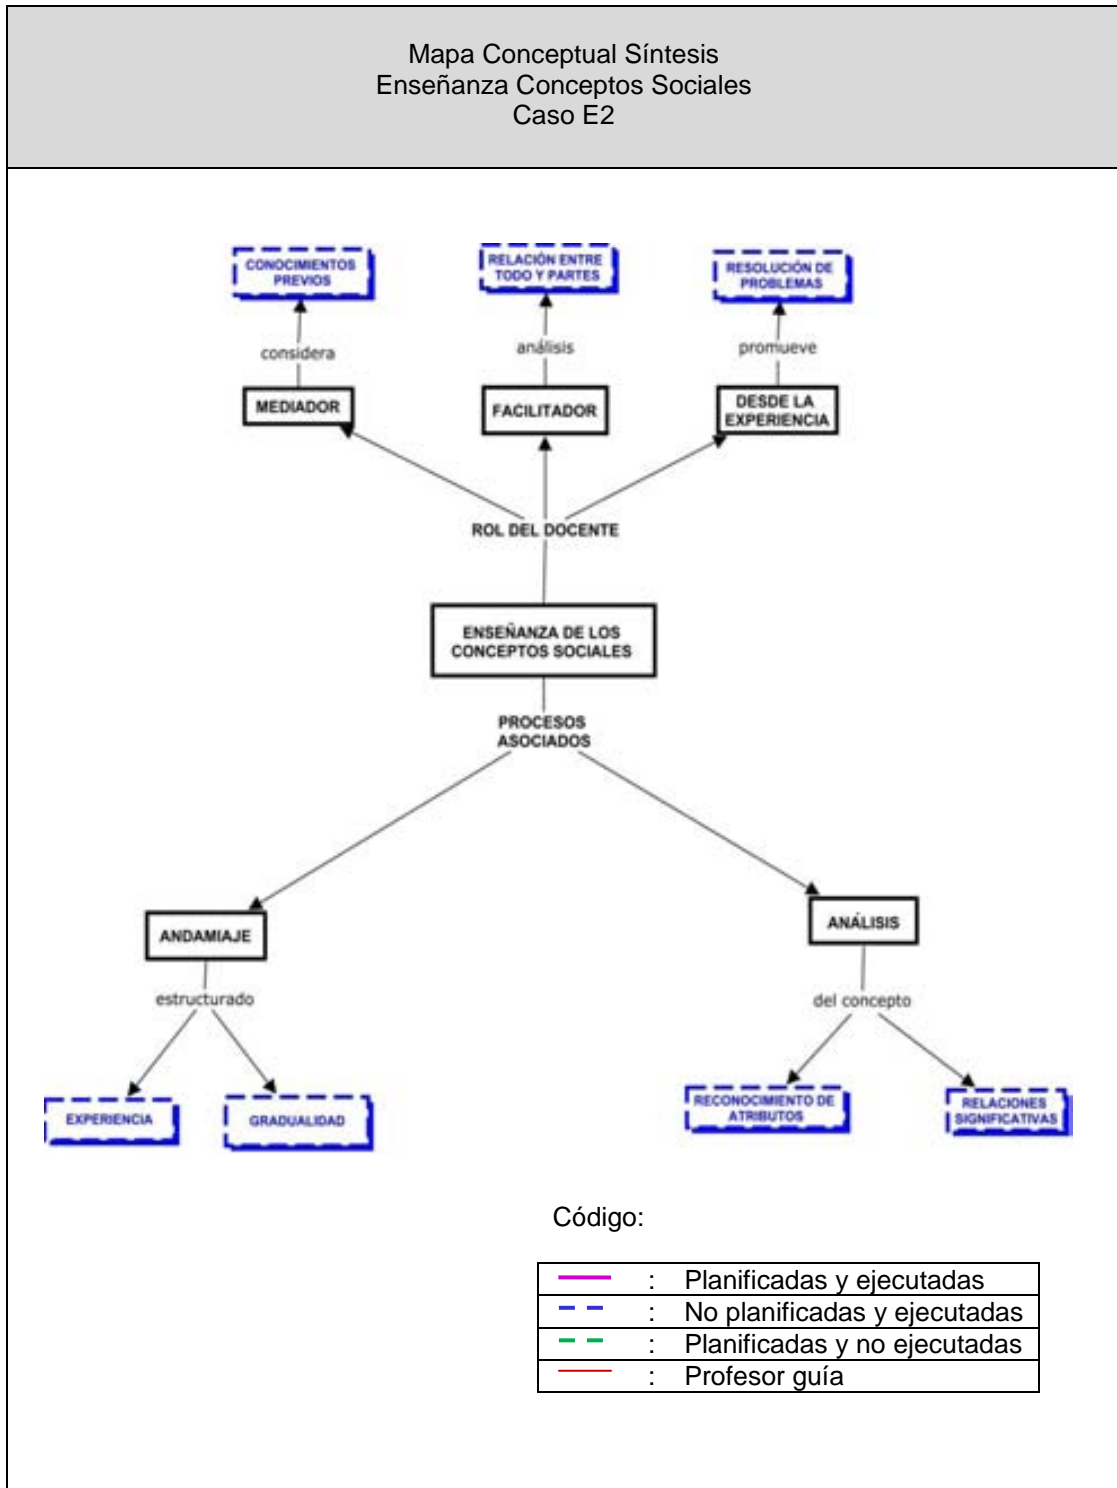 Mapa Conceptual Síntesis
Enseñanza Conceptos Sociales
Caso E2
CONOCIMIENTOS
PREVIOS
RELACIÓN ENTRE
TODO Y PARTES
RESOLUCIÓN DE
PROBLEMAS
considera
análisis
promueve
MEDIADOR
FACILITADOR
DESDE LA
EXPERIENCIA
ROL DEL DOCENTE
ENSEÑANZA DE LOS
CONCEPTOS SOCIALES
PROCESOS
ASOCIADOS
ANDAMIAJE
ANÁLISIS
estructurado
del concepto
EXPERIENCIA
GRADUALIDAD
RECONOCIMIENTO DE
ATRIBUTOS
RELACIONES
SIGNIFICATIVAS
Código:
: Planificadas y ejecutadas
: No planificadas y ejecutadas
: Planificadas y no ejecutadas
: Profesor guía